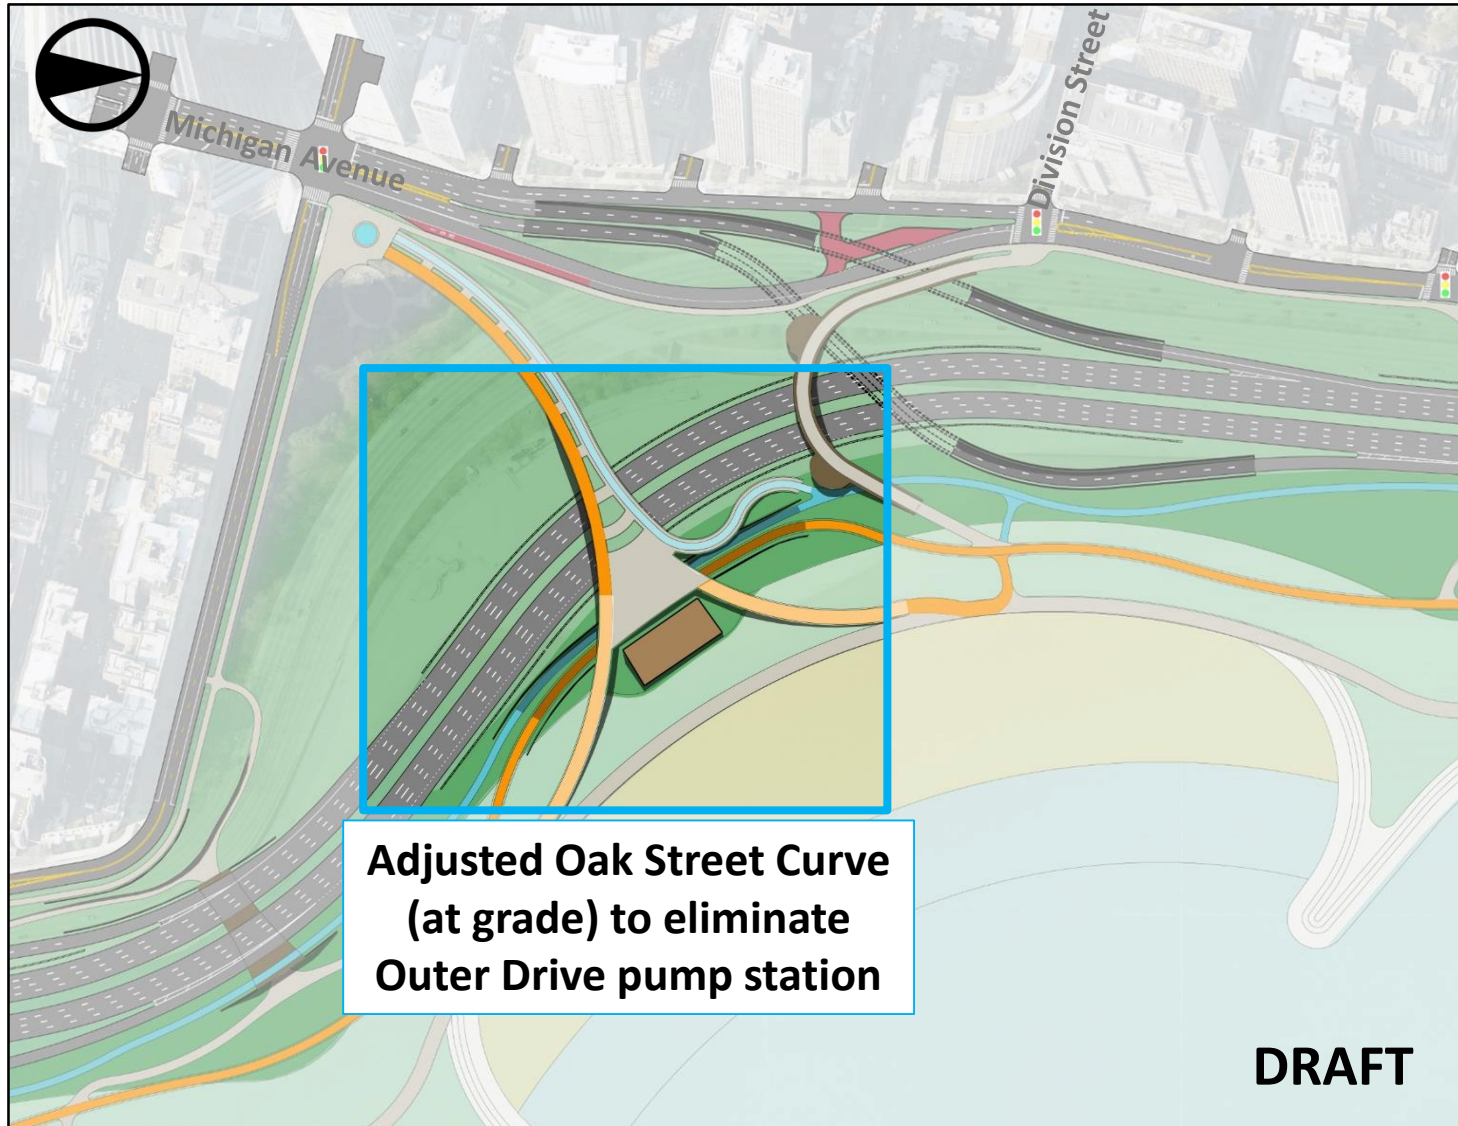 Division Street
Michigan Avenue
Adjusted Oak Street Curve
(at grade) to eliminate
Outer Drive pump station
DRAFT